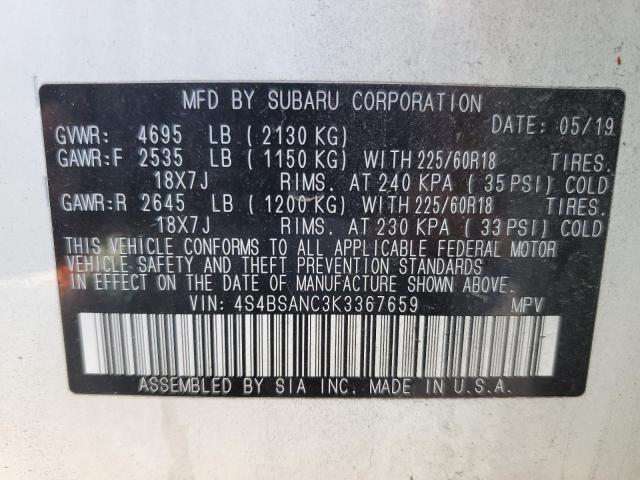 MFD BY SUBARU CORPORATION
DATE: 05/19
GVWR: 4695 LB (2130 KG)
GAWR:F 2535 LB (1150 KG) WITH 225/60R18 TIRES.
18X7J RIMS. AT 240 KPA ( 35 PSI) COLD
GAWR:R 2645 LB (1200 KG) WITH 225/60R18 TIRES.
18X7J RIMS. AT 230 KPA ( 33 PSI) COLD
THIS VEHICLE CONFORMS TO ALL APPLICABLE FEDERAL MOTOR
VEHICLE SAFETY AND THEFT PREVENTION STANDARDS
IN EFFECT ON THE DATE OF MANUFACTURE SHOWN ABOVE.
VIN: 4S4BSANC3K3367659 MPV
ASSEMBLED BY SIA INC. MADE IN U.S.A.